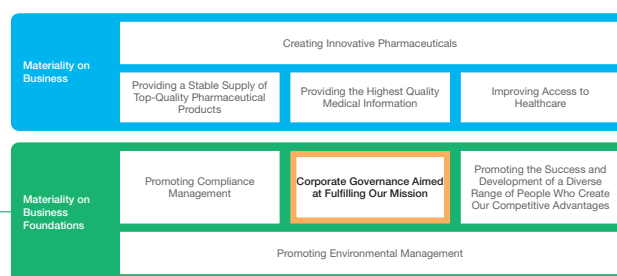 Creating Innovative Pharmaceuticals
Materiality on
Business
Providing a Stable Supply of
Top-Quality Pharmaceutical
Products
Providing the Highest Quality
Medical Information
Improving Access to
Healthcare
Materiality on
Business
Foundations
Promoting Compliance
Management
Corporate Governance Aimed
at Fulfilling Our Mission
Promoting the Success and
Development of a Diverse
Range of People Who Create
Our Competitive Advantages
Promoting Environmental Management